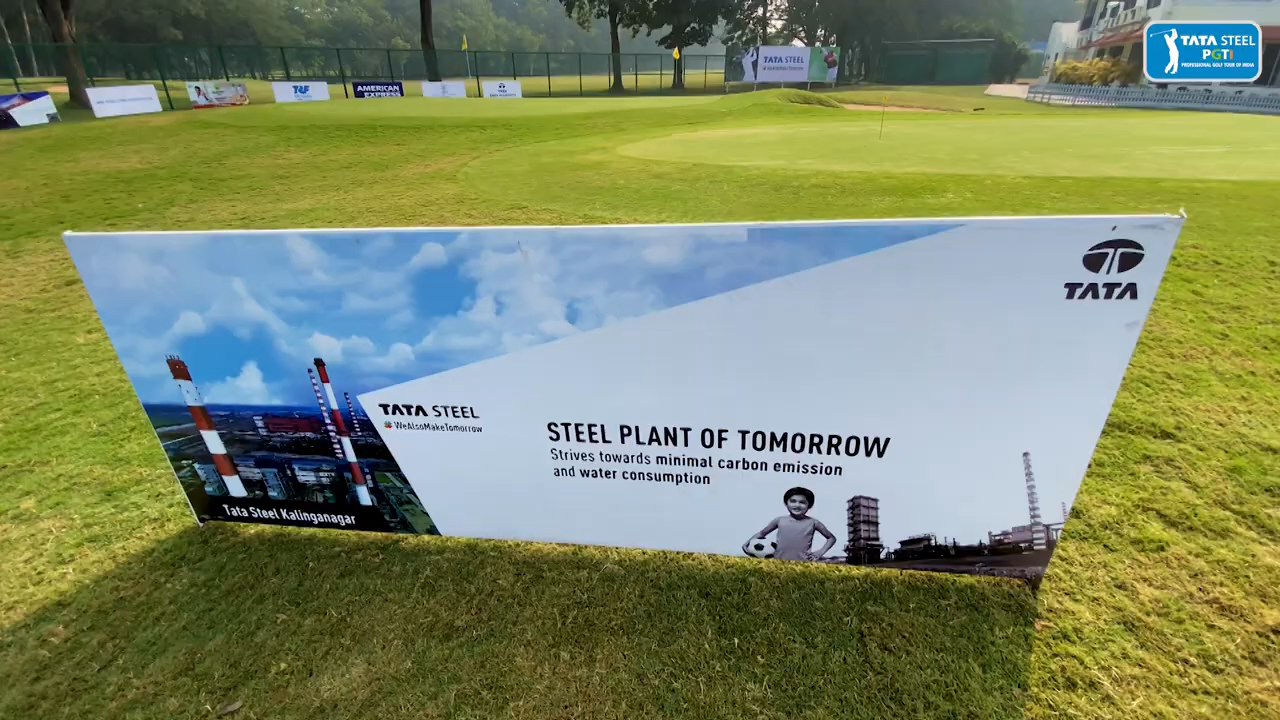 TATA STEEL
PGTI
PROFESSIONAL GOLF TOUR OF INDIA
TATA STEEL
AMERICAN
EXPRESS
TATA
TATA STEEL
#WeAlsoMakeTomorrow
STEEL PLANT OF TOMORROW
Strives towards minimal carbon emission
and water consumption
Tata Steel Kalinganagar